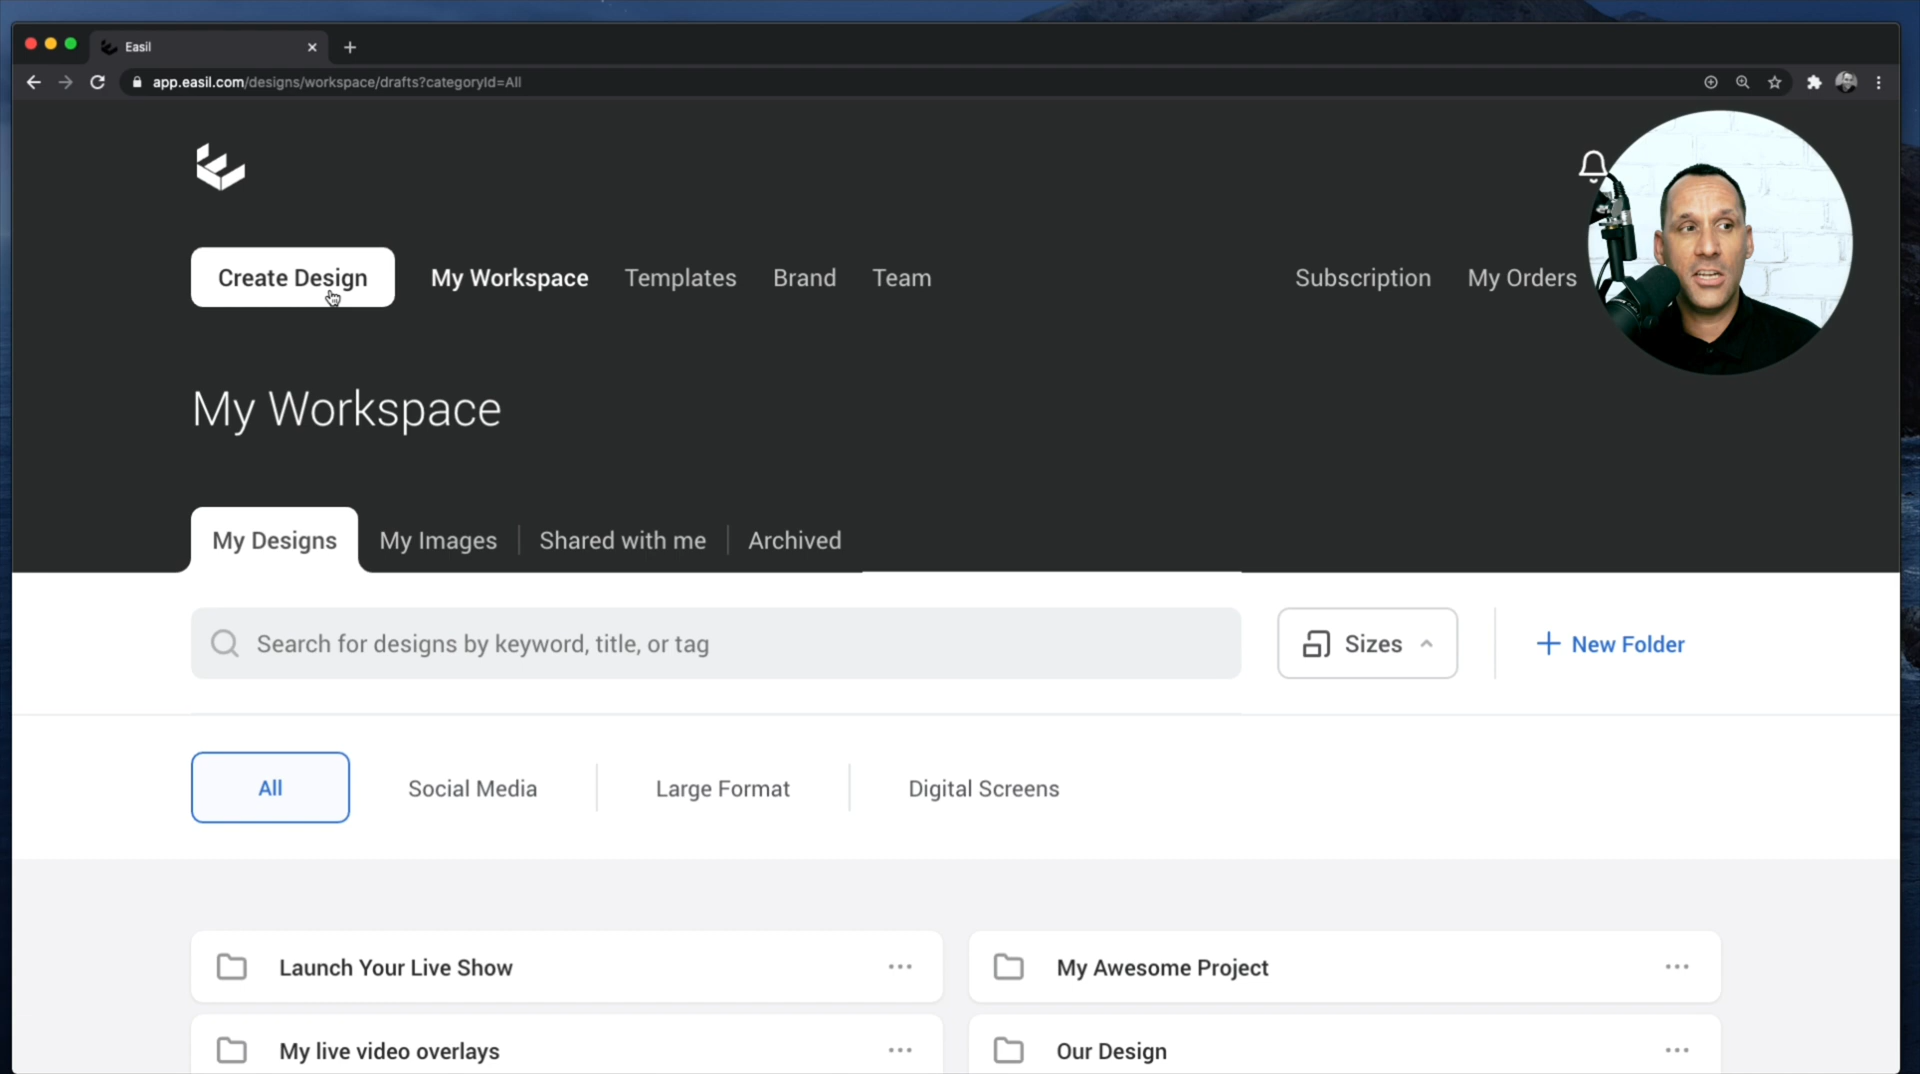 Easil
app.easil.com/designs/workspace/drafts?categoryId=All
Create Design
My Workspace
Templates
Brand
Team
Subscription
My Orders
My Workspace
My Designs
My Images
Shared with me
Archived
Search for designs by keyword, title, or tag
Sizes
New Folder
All
Social Media
Large Format
Digital Screens
Launch Your Live Show
My Awesome Project
My live video overlays
Our Design